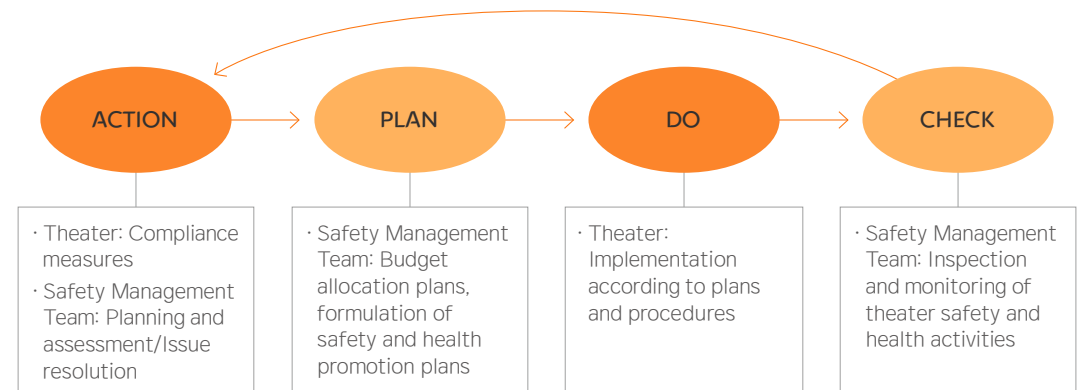 ACTION
PLAN
DO
CHECK
· Theater: Compliance
measures
· Safety Management
Team: Planning and
assessment/Issue
resolution
· Safety Management
Team: Budget
allocation plans,
formulation of
safety and health
promotion plans
· Theater:
Implementation
according to plans
and procedures
· Safety Management
Team: Inspection
and monitoring of
theater safety and
health activities